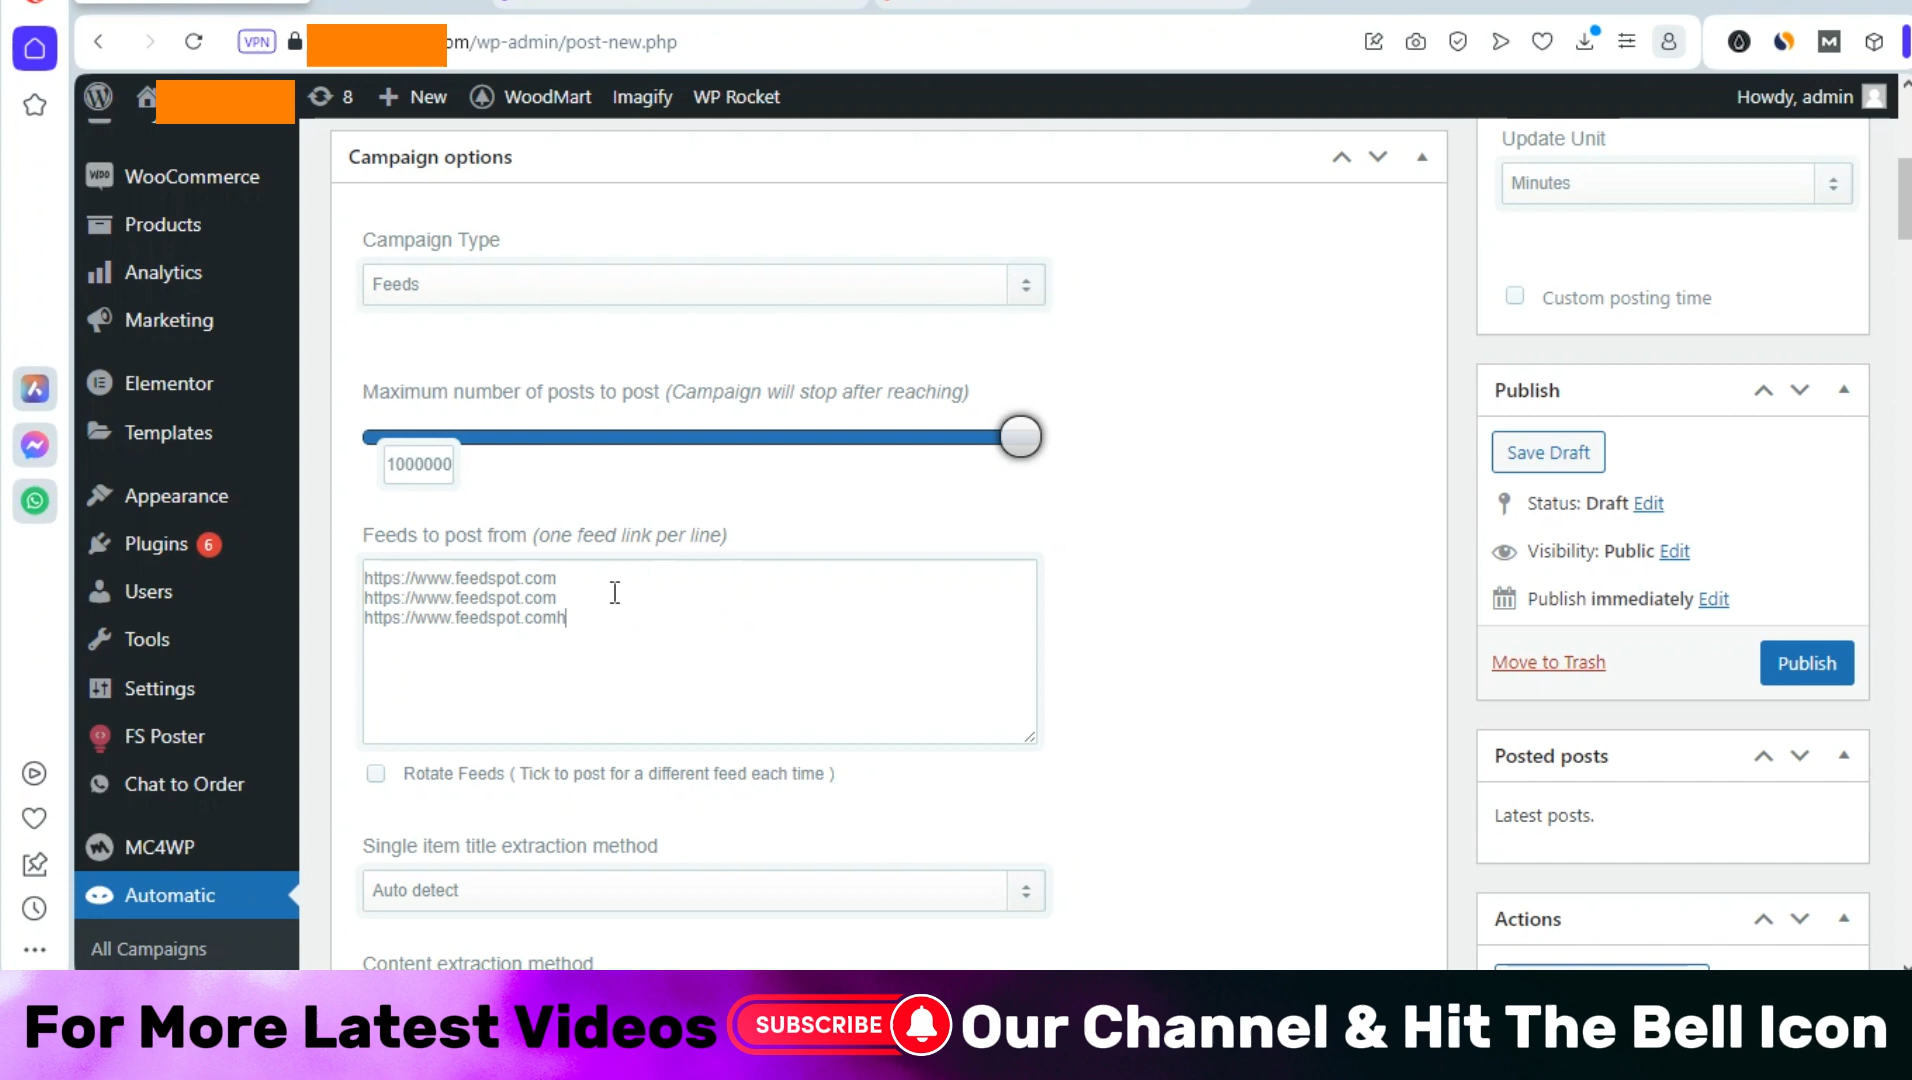 VPN
om/wp-admin/post-new.php
8
New
WoodMart
Imagify
WP Rocket
Howdy, admin
WooCommerce
Products
Analytics
Marketing
Elementor
Templates
Appearance
Plugins 6
Users
Tools
Settings
FS Poster
Chat to Order
MC4WP
Automatic
All Campaigns
Campaign options
Campaign Type
Feeds
Maximum number of posts to post (Campaign will stop after reaching)
1000000
Feeds to post from (one feed link per line)
https://www.feedspot.com
https://www.feedspot.com
https://www.feedspot.comh
Rotate Feeds ( Tick to post for a different feed each time )
Single item title extraction method
Auto detect
Content extraction method
Update Unit
Minutes
Custom posting time
Publish
Save Draft
Status: Draft Edit
Visibility: Public Edit
Publish immediately Edit
Move to Trash
Publish
Posted posts
Latest posts.
Actions
For More Latest Videos SUBSCRIBE Our Channel & Hit The Bell Icon